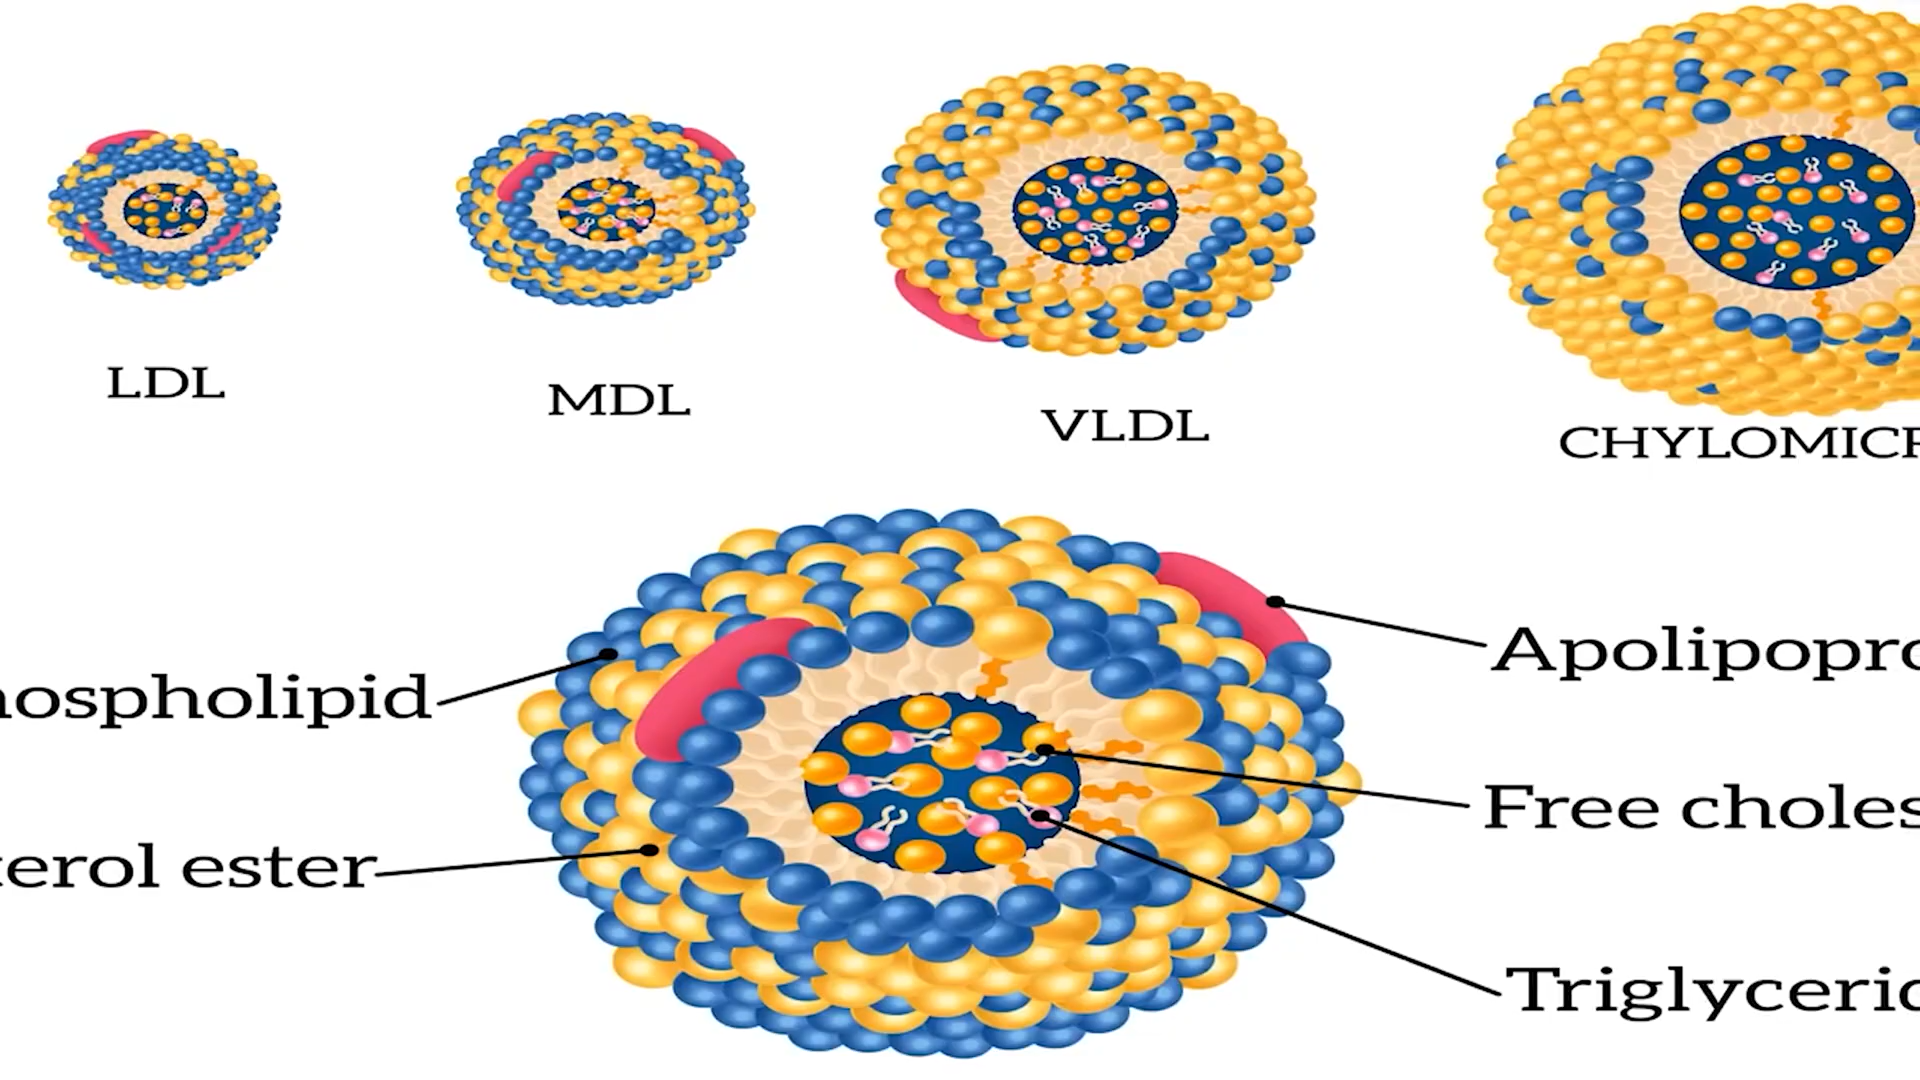 LDL
MDL
VLDL
CHYLOMICR
hospholipid
Apolipopro
Free choles
terol ester
Triglycerid